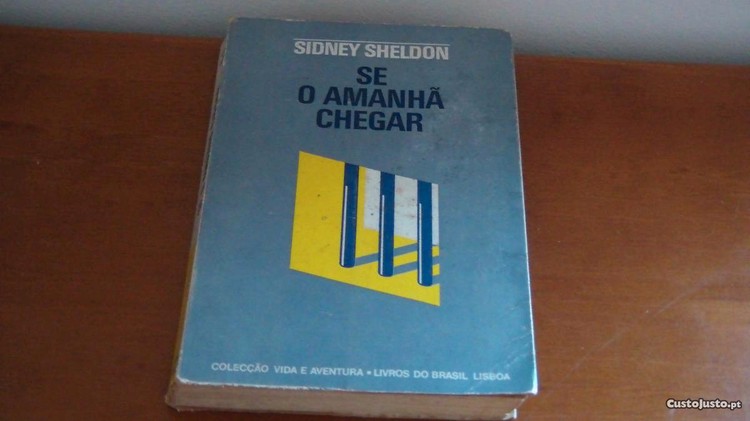 SIDNEY SHELDON
SE
O AMANHÃ
CHEGAR
COLECÇÃO VIDA E AVENTURA • LIVROS DO BRASIL LISBOA
CustoJusto.pt